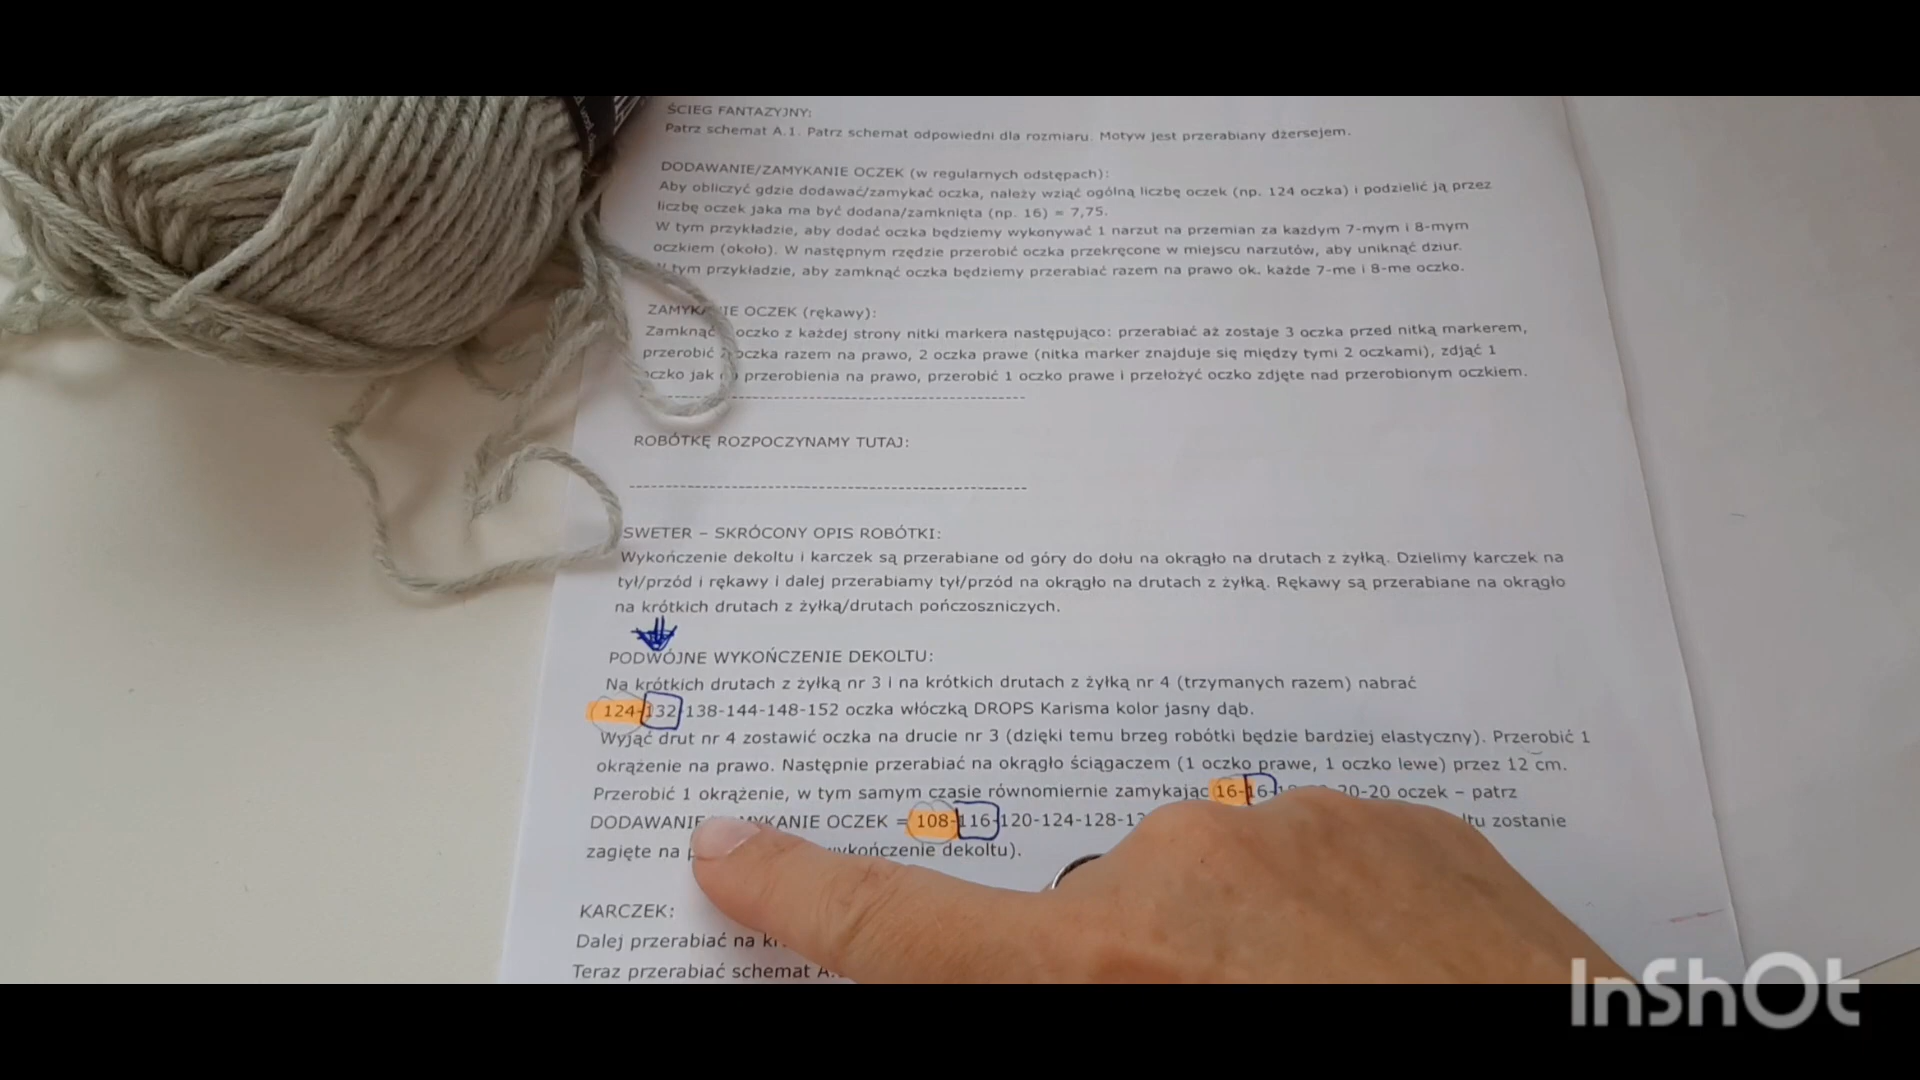 ŚCIEG FANTAZYJNY:
Patrz schemat A.1. Patrz schemat odpowiedni dla rozmiaru. Motyw jest przerabiany dżersejem.
DODAWANIE/ZAMYKANIE OCZEK (w regularnych odstępach):
Aby obliczyć gdzie dodawać/zamykać oczka, należy wziąć ogólną liczbę oczek (np. 124 oczka) i podzielić ją przez
liczbę oczek jaka ma być dodana/zamknięta (np. 16) = 7,75.
W tym przykładzie, aby dodać oczka będziemy wykonywać 1 narzut na przemian za każdym 7-mym i 8-mym
oczkiem (około). W następnym rzędzie przerobić oczka przekręcone w miejscu narzutów, aby uniknąć dziur.
tym przykładzie, aby zamknąć oczka będziemy przerabiać razem na prawo ok. każde 7-me i 8-me oczko.
OCZEK (rękawy):
Zamknąć oczko z każdej strony nitki markera następująco: przerabiać aż zostaje 3 oczka przed nitką markerem,
przerobić oczka razem na prawo, 2 oczka prawe (nitka marker znajduje się między tymi 2 oczkami), zdjąć 1
jak przerobienia na prawo, przerobić 1 oczko prawe i przełożyć oczko zdjęte nad przerobionym oczkiem.
ROBÓTKĘ ROZPOCZYNAMY TUTAJ:
SWETER – SKRÓCONY OPIS ROBÓTKI:
Wykończenie dekoltu i karczek są przerabiane od góry do dołu na okrągło na drutach z żyłką. Dzielimy karczek na
tył/przód i rękawy i dalej przerabiamy tył/przód na okrągło na drutach z żyłką. Rękawy są przerabiane na okrągło
na krótkich drutach z żyłką/drutach pończoszniczych.
PODWÓJNE WYKOŃCZENIE DEKOLTU:
Na krótkich drutach z żyłką nr 3 i na krótkich drutach z żyłką nr 4 (trzymanych razem) nabrać
124-132-138-144-148-152 oczka włóczką DROPS Karisma kolor jasny dąb.
Wyjąć drut nr 4 zostawić oczka na drucie nr 3 (dzięki temu brzeg robótki będzie bardziej elastyczny). Przerobić 1
okrążenie na prawo. Następnie przerabiać na okrągło ściągaczem (1 oczko prawe, 1 oczko lewe) przez 12 cm.
Przerobić 1 okrążenie, w tym samym czasie równomiernie zamykając 16-16- 20-20 oczek – patrz
DODAWANIE OCZEK = 108-116-120-124-128- zostanie
zagięte na wykończenie dekoltu).
KARCZEK:
Dalej przerabiać na
Teraz przerabiać schemat
InShOt